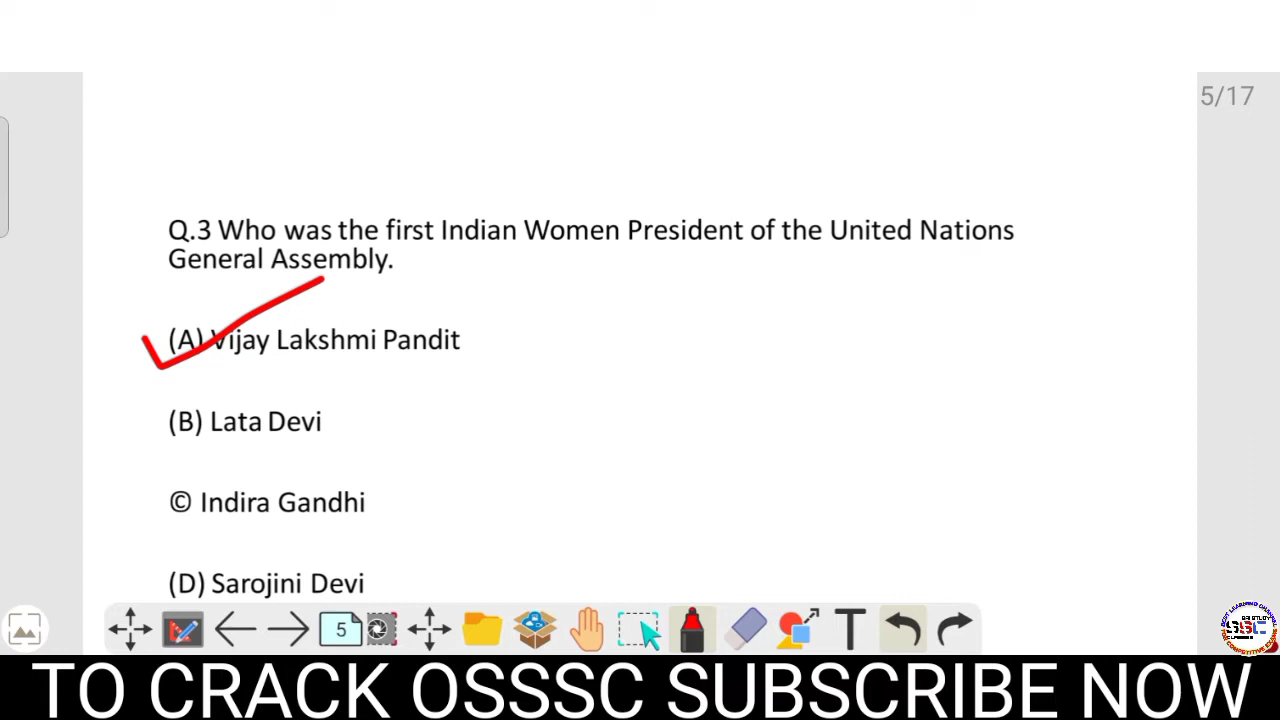 5/17
Q.3 Who was the first Indian Women President of the United Nations
General Assembly.
(A) Vijay Lakshmi Pandit
(B) Lata Devi
© Indira Gandhi
(D) Sarojini Devi
5
T
TO CRACK OSSSC SUBSCRIBE NOW